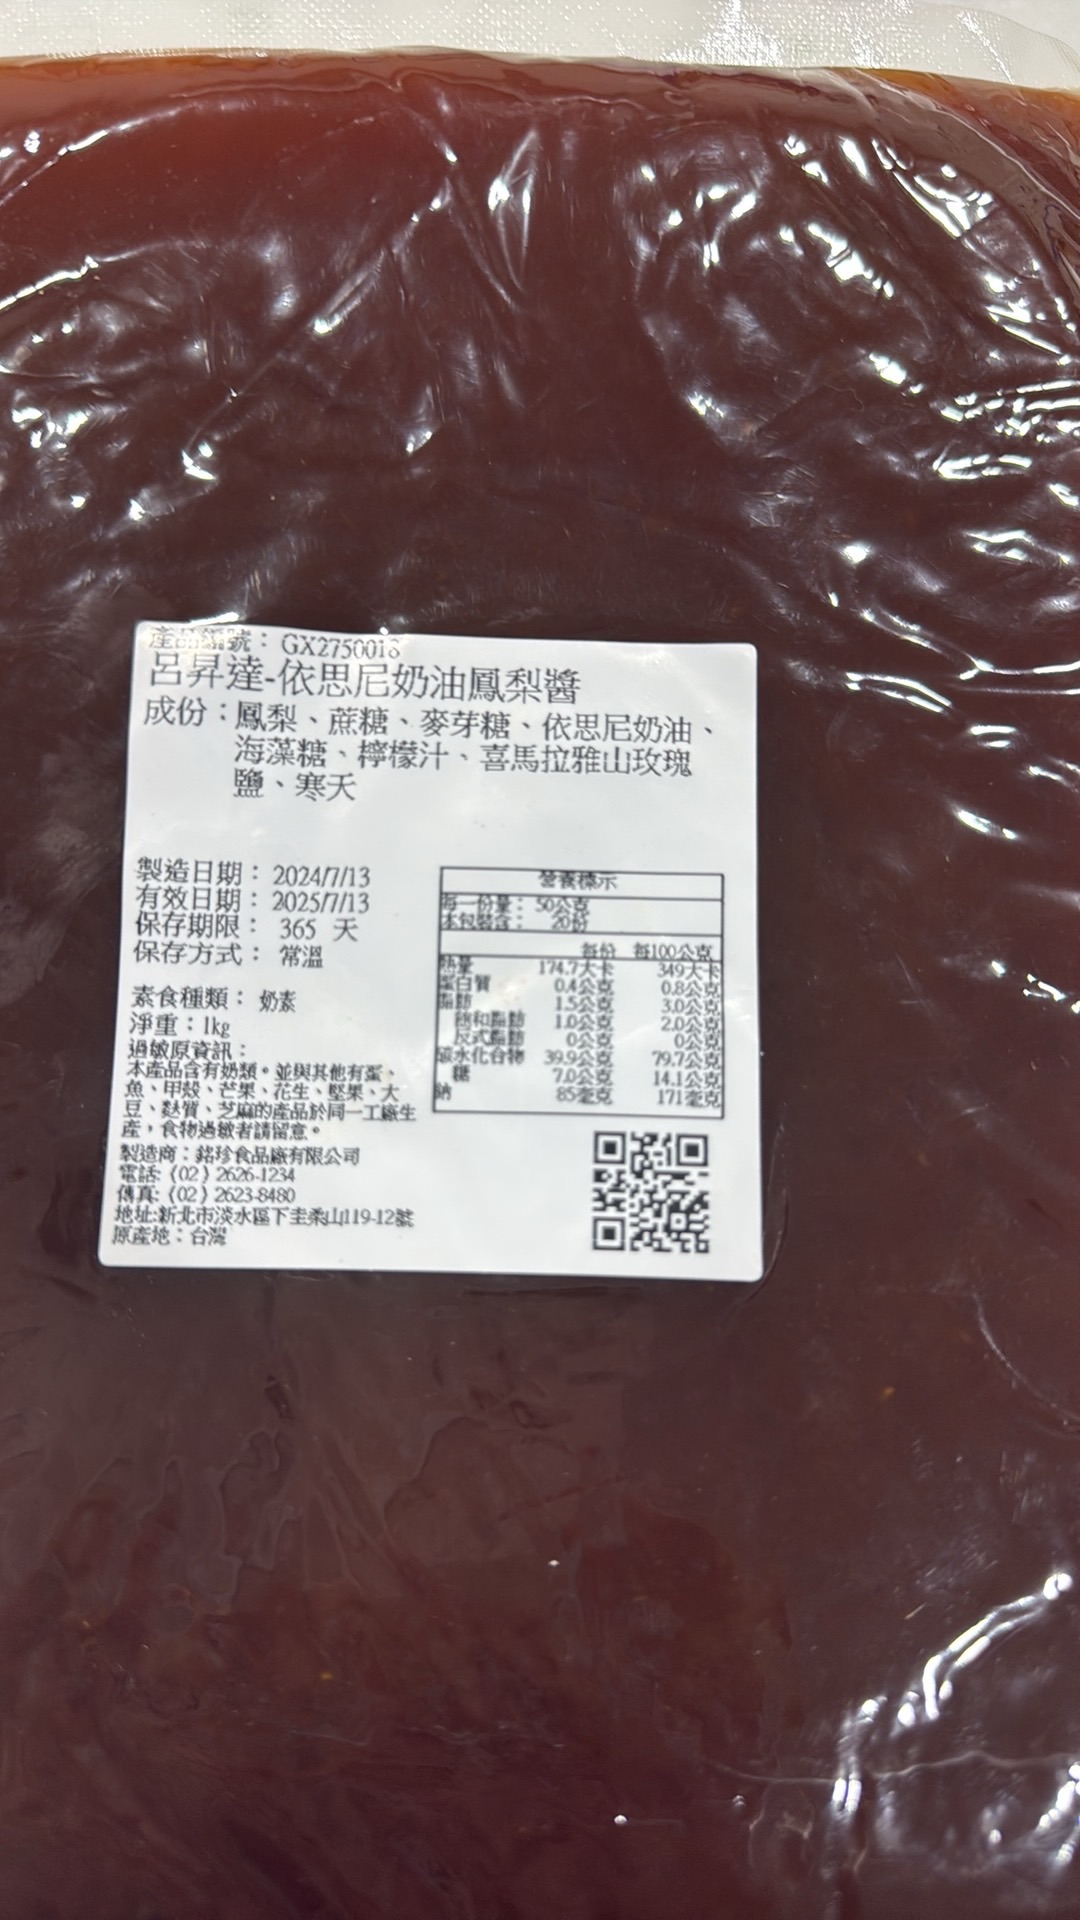 產品編號：GX2750018
呂昇達-依思尼奶油鳳梨醬
成份：鳳梨、蔗糖、麥芽糖、依思尼奶油、
海藻糖、檸檬汁、喜馬拉雅山玫瑰
鹽、寒天
製造日期：2024/7/13
有效日期：2025/7/13
保存期限：365 天
保存方式：常溫
素食種類：奶素
淨重：1kg
過敏原資訊：
本產品含有奶類。並與其他有蛋、
魚、甲殼、芒果、花生、堅果、大
豆、麩質、芝麻的產品於同一工廠生
產，食物過敏者請留意。
製造商：銘珍食品廠有限公司
電話：(02) 2626-1234
傳真：(02) 2623-8480
地址:新北市淡水區下圭柔山119-12號
原產地：台灣
營養標示
每一份量：50公克
本包裝含：20份
每份 每100公克
熱量 174.7大卡 349大卡
蛋白質 0.4公克 0.8公克
脂肪 1.5公克 3.0公克
飽和脂肪 1.0公克 2.0公克
反式脂肪 0公克 0公克
碳水化合物 39.9公克 79.7公克
糖 7.0公克 14.1公克
鈉 85毫克 171毫克